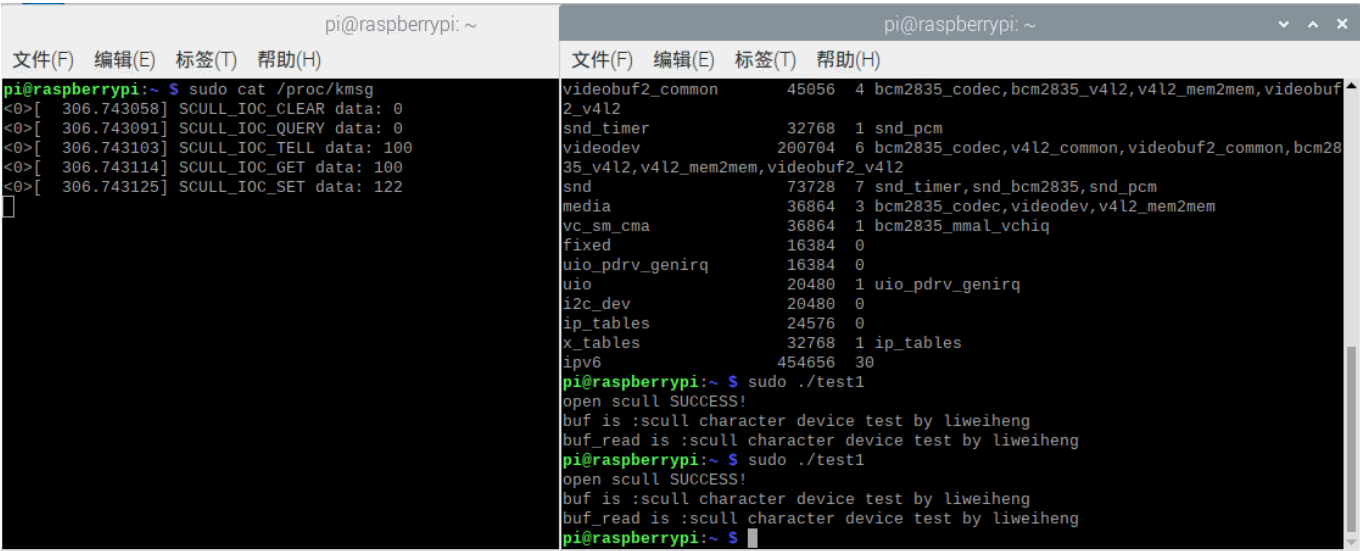 pi@raspberrypi: ~
文件(F) 编辑(E) 标签(T) 帮助(H)
pi@raspberrypi:~ $ sudo cat /proc/kmsg
<0>[  306.743058] SCULL_IOC_CLEAR data: 0
<0>[  306.743091] SCULL_IOC_QUERY data: 0
<0>[  306.743103] SCULL_IOC_TELL data: 100
<0>[  306.743114] SCULL_IOC_GET data: 100
<0>[  306.743125] SCULL_IOC_SET data: 122
pi@raspberrypi: ~
文件(F) 编辑(E) 标签(T) 帮助(H)
videobuf2_common       45056  4 bcm2835_codec,bcm2835_v4l2,v4l2_mem2mem,videobuf
2_v4l2
snd_timer              32768  1 snd_pcm
videodev              200704  6 bcm2835_codec,v4l2_common,videobuf2_common,bcm28
35_v4l2,v4l2_mem2mem,videobuf2_v4l2
snd                    73728  7 snd_timer,snd_bcm2835,snd_pcm
media                  36864  3 bcm2835_codec,videodev,v4l2_mem2mem
vc_sm_cma              36864  1 bcm2835_mmal_vchiq
fixed                  16384  0
uio_pdrv_genirq        16384  0
uio                    20480  1 uio_pdrv_genirq
i2c_dev                20480  0
ip_tables              24576  0
x_tables               32768  1 ip_tables
ipv6                  454656  30
pi@raspberrypi:~ $ sudo ./test1
open scull SUCCESS!
buf is :scull character device test by liweiheng
buf_read is :scull character device test by liweiheng
pi@raspberrypi:~ $ sudo ./test1
open scull SUCCESS!
buf is :scull character device test by liweiheng
buf_read is :scull character device test by liweiheng
pi@raspberrypi:~ $